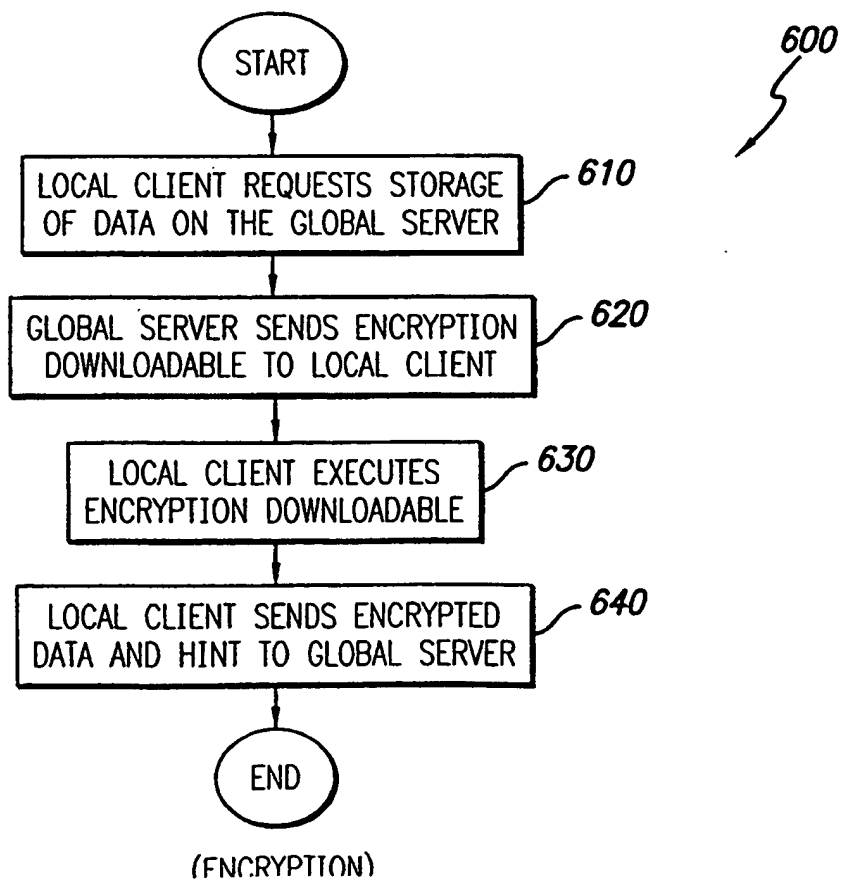 START
600
LOCAL CLIENT REQUESTS STORAGE
OF DATA ON THE GLOBAL SERVER
610
GLOBAL SERVER SENDS ENCRYPTION
DOWNLOADABLE TO LOCAL CLIENT
620
LOCAL CLIENT EXECUTES
ENCRYPTION DOWNLOADABLE
630
LOCAL CLIENT SENDS ENCRYPTED
DATA AND HINT TO GLOBAL SERVER
640
END
(ENCRYPTION)